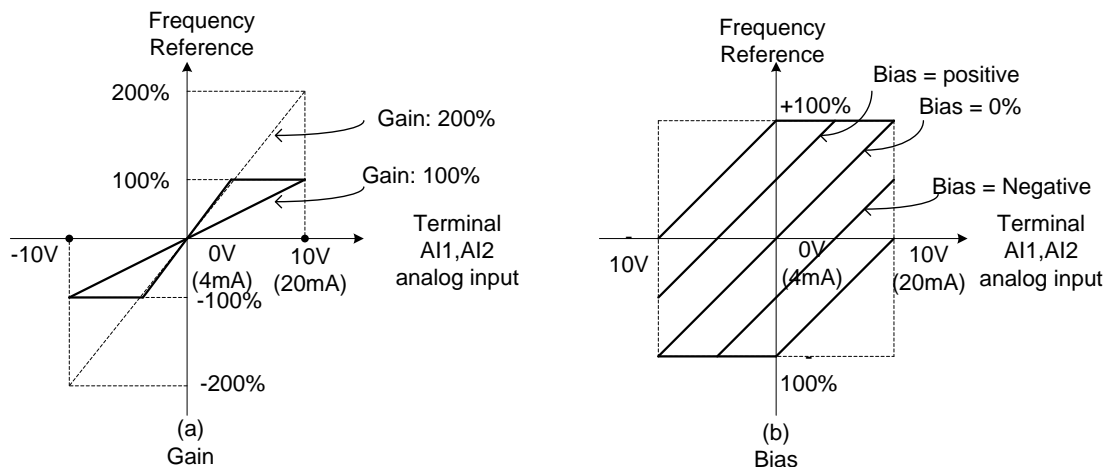 Frequency
Reference
200%
Gain: 200%
100%
Gain: 100%
Terminal
AI1,AI2
analog input
-10V
0V
(4mA)
10V
(20mA)
-100%
-200%
(a)
Gain
Frequency
Reference
Bias = positive
+100%
Bias = 0%
Bias = Negative
Terminal
AI1,AI2
analog input
-
10V
0V
(4mA)
10V
(20mA)
-
100%
(b)
Bias